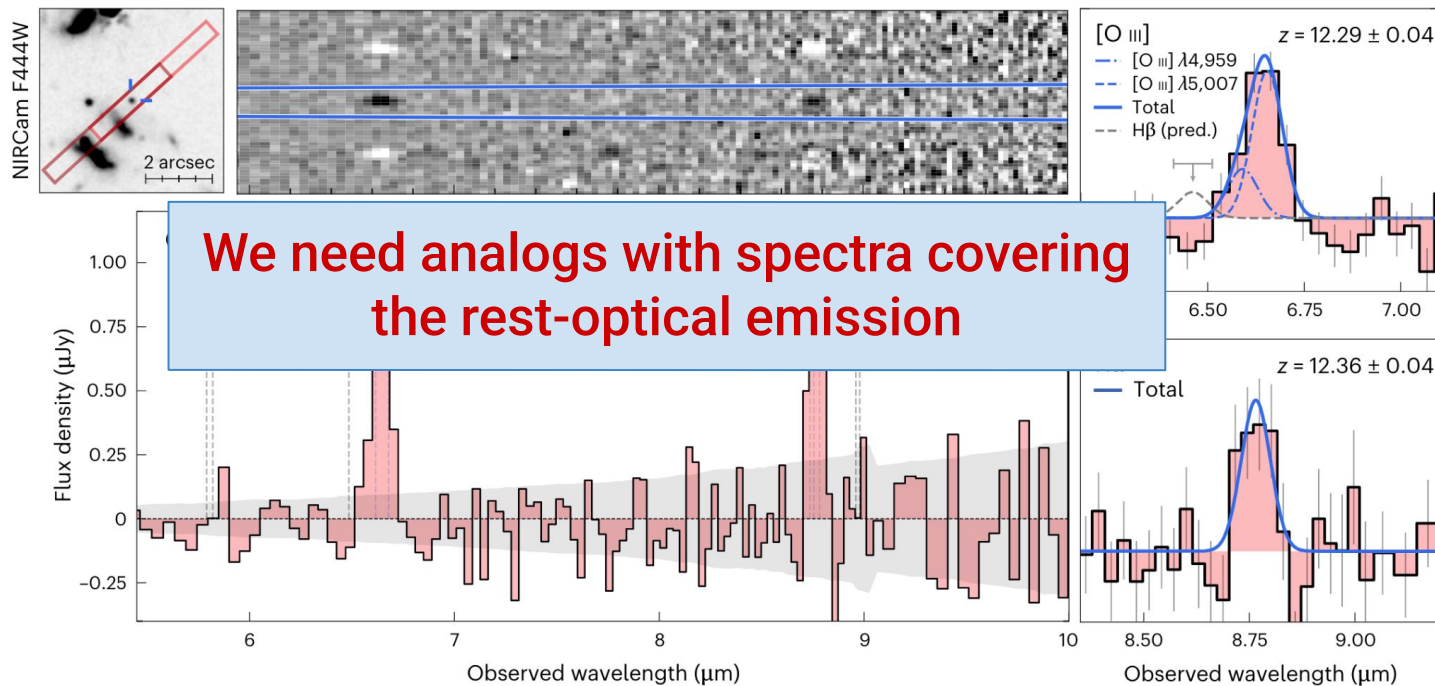 NIRCam F444W
2 arcsec
[O III]
z = 12.29 ± 0.04
[O III] λ4,959
[O III] λ5,007
Total
Hβ (pred.)
6.50
6.75
7.00
We need analogs with spectra covering
the rest-optical emission
1.00
0.75
0.50
0.25
0
−0.25
Flux density (μJy)
6
7
8
9
10
Observed wavelength (μm)
z = 12.36 ± 0.04
Total
8.50
8.75
9.00
Observed wavelength (μm)